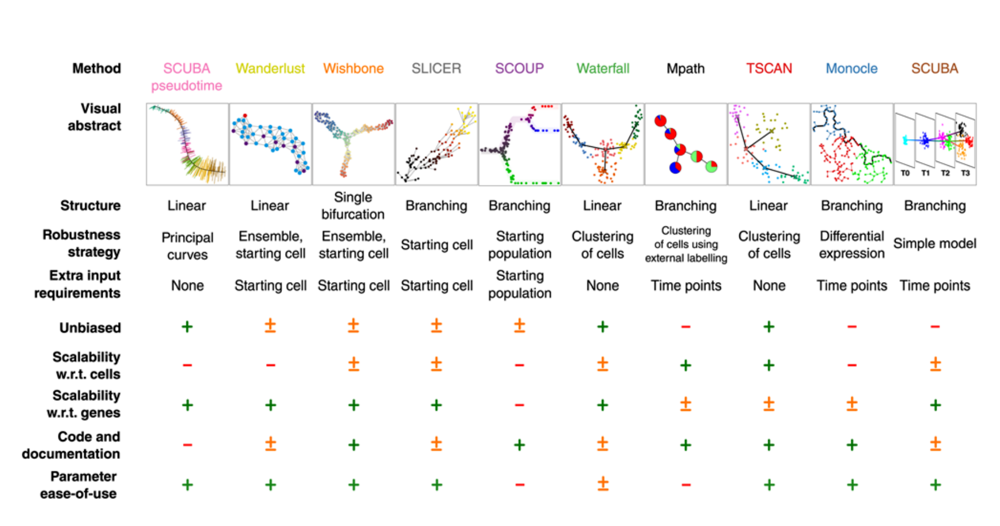 Method SCUBA pseudotime Wanderlust Wishbone SLICER SCOUP Waterfall Mpath TSCAN Monocle SCUBA
Visual abstract
T0 T1 T2 T3
Structure Linear Linear Single bifurcation Branching Branching Linear Branching Linear Branching Branching
Robustness strategy Principal curves Ensemble, starting cell Ensemble, starting cell Starting cell Starting population Clustering of cells Clustering of cells using external labelling Clustering of cells Differential expression Simple model
Extra input requirements None Starting cell Starting cell Starting cell Starting population None Time points None Time points Time points
Unbiased + ± ± ± ± + − + − −
Scalability w.r.t. cells − − ± ± − ± + + − ±
Scalability w.r.t. genes + + + + − + ± ± ± +
Code and documentation − ± + ± + ± + + + ±
Parameter ease-of-use + + + + − ± − + + +